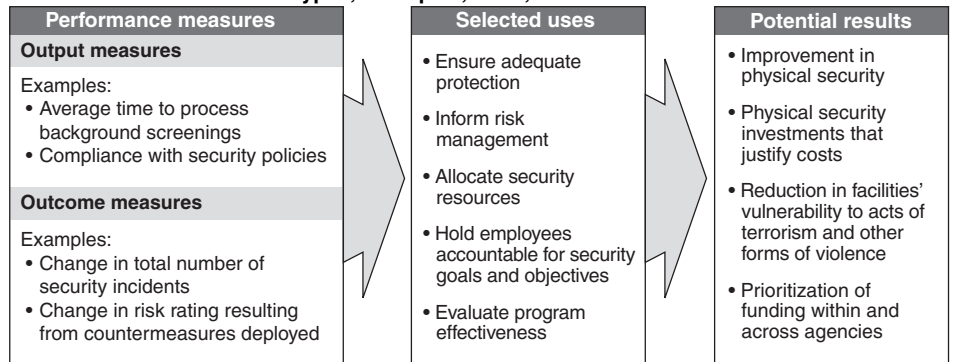 Performance measures
Output measures
Examples:
• Average time to process
background screenings
• Compliance with security policies
Outcome measures
Examples:
• Change in total number of
security incidents
• Change in risk rating resulting
from countermeasures deployed
Selected uses
• Ensure adequate
protection
• Inform risk
management
• Allocate security
resources
• Hold employees
accountable for security
goals and objectives
• Evaluate program
effectiveness
Potential results
• Improvement in
physical security
• Physical security
investments that
justify costs
• Reduction in facilities’
vulnerability to acts of
terrorism and other
forms of violence
• Prioritization of
funding within and
across agencies